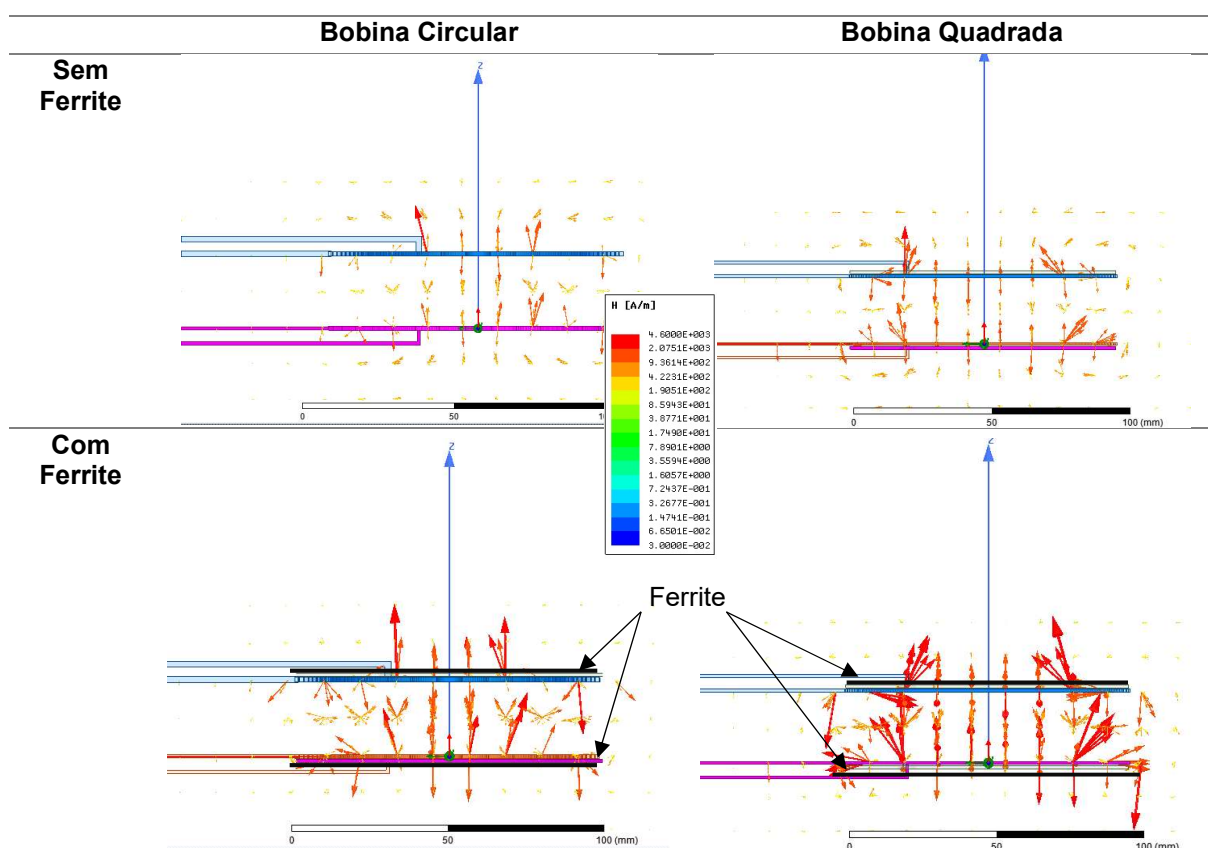 Bobina Circular
Bobina Quadrada
Sem
Ferrite
Z
0
50
0
50
100 (mm)
H [A/m]
4.6000E+003
2.0751E+003
9.3614E+002
4.2231E+002
1.9051E+002
8.5943E+001
3.8771E+001
1.7490E+001
7.8901E+000
3.5594E+000
1.6057E+000
7.2437E-001
3.2677E-001
1.4741E-001
6.6501E-002
3.0000E-002
Com
Ferrite
Z
Ferrite
0
50
100 (mm)
0
50
100 (mm)